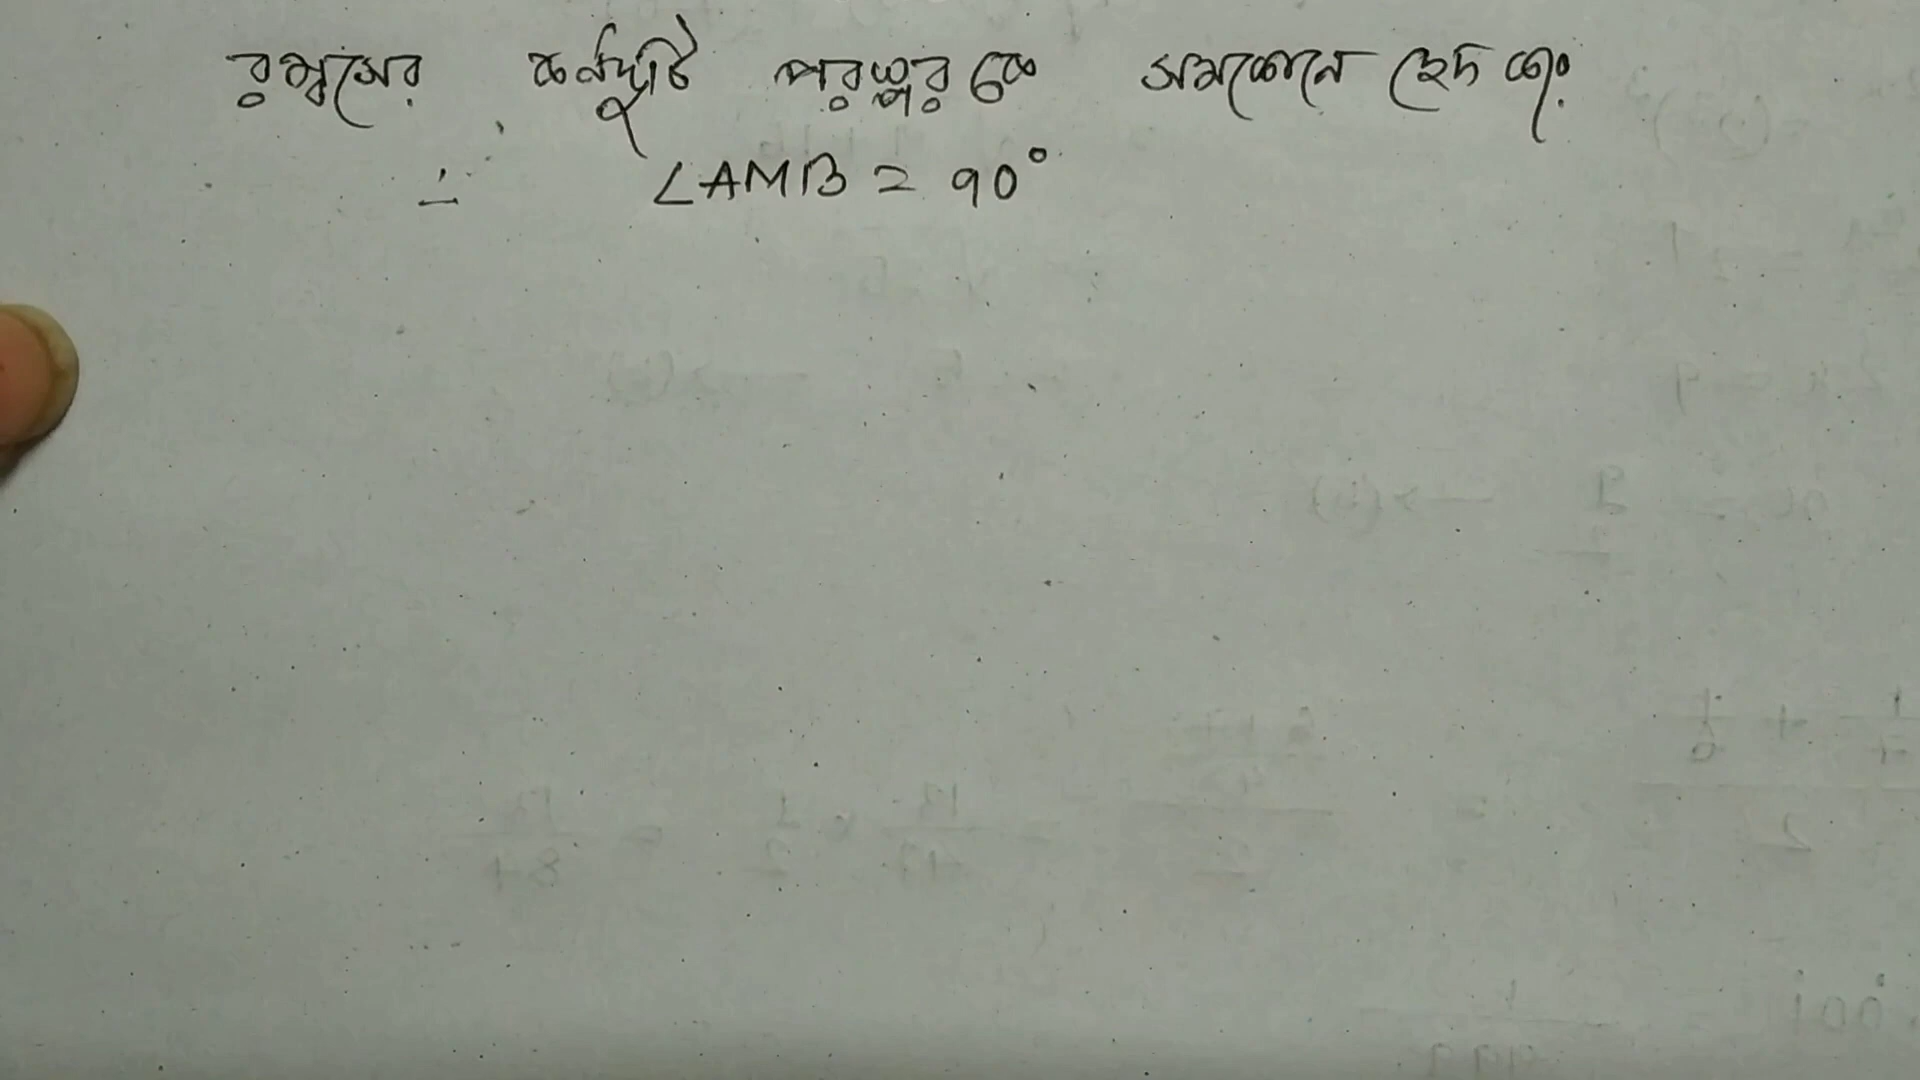 রম্বসের কর্ণদুটি পরস্পরকে সমকোণে ছেদ করে
∴ ∠AMB = 90°